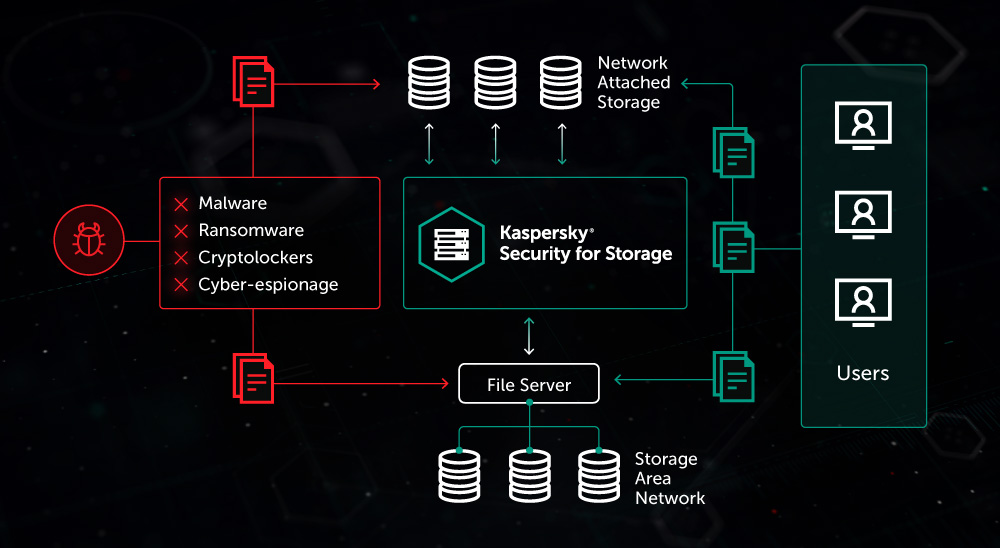 Network
Attached
Storage
Malware
Ransomware
Cryptolockers
Cyber-espionage
Kaspersky®
Security for Storage
File Server
Users
Storage
Area
Network